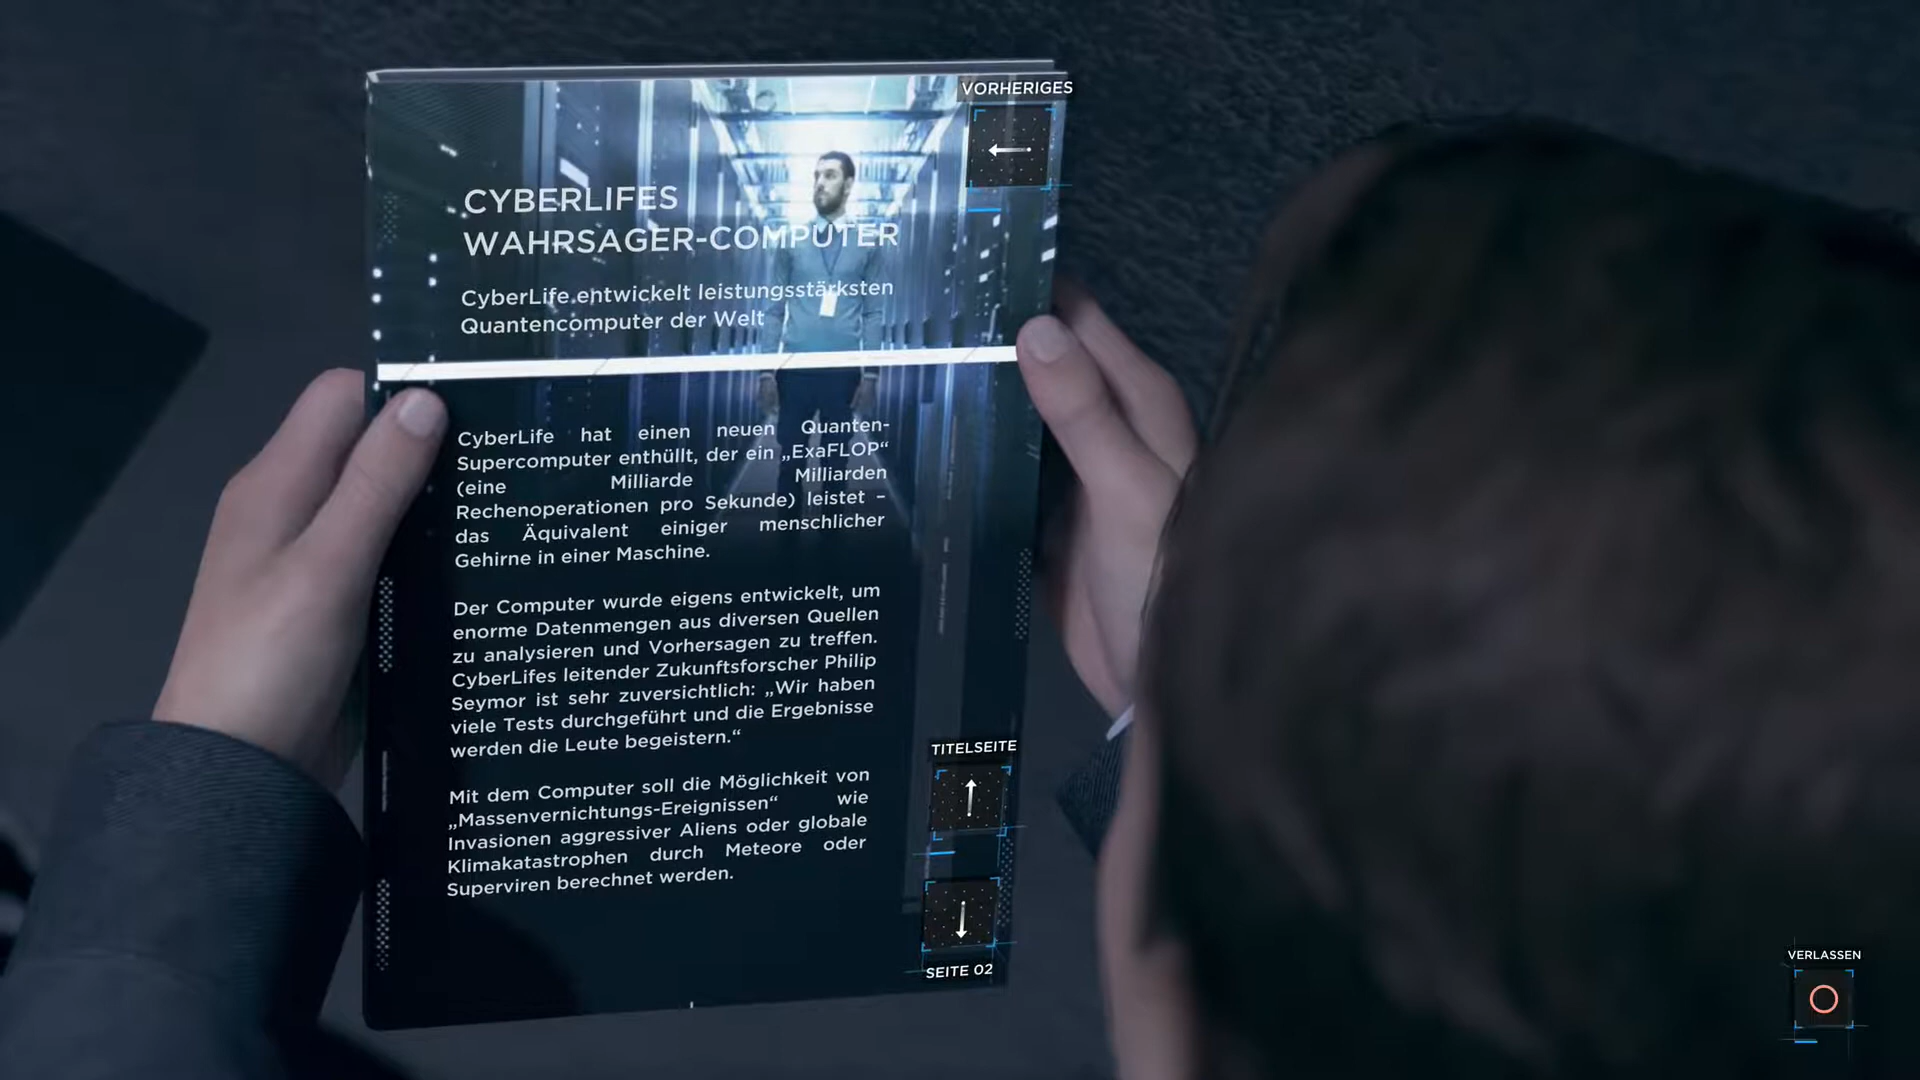 VORHERIGES
CYBERLIFES
WAHRSAGER-COMPUTER
CyberLife entwickelt leistungsstärksten
Quantencomputer der Welt
CyberLife hat einen neuen Quanten-
Supercomputer enthüllt, der ein „ExaFLOP“
(eine Milliarde Milliarden
Rechenoperationen pro Sekunde) leistet –
das Äquivalent einiger menschlicher
Gehirne in einer Maschine.
Der Computer wurde eigens entwickelt, um
enorme Datenmengen aus diversen Quellen
zu analysieren und Vorhersagen zu treffen.
CyberLifes leitender Zukunftsforscher Philip
Seymor ist sehr zuversichtlich: „Wir haben
viele Tests durchgeführt und die Ergebnisse
werden die Leute begeistern.“
Mit dem Computer soll die Möglichkeit von
„Massenvernichtungs-Ereignissen“ wie
Invasionen aggressiver Aliens oder globale
Klimakatastrophen durch Meteore oder
Superviren berechnet werden.
TITELSEITE
SEITE 02
VERLASSEN